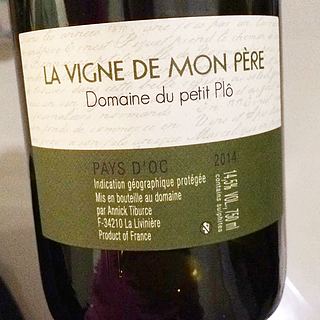 LA VIGNE DE MON PÈRE
Domaine du petit Plô
PAYS D'OC 2014
Indication géographique protégée
Mis en bouteille au domaine
par Annick Tiburce
F-34210 La Livinière
Product of France
14,5% VOL., 750 ml
contains sulphites